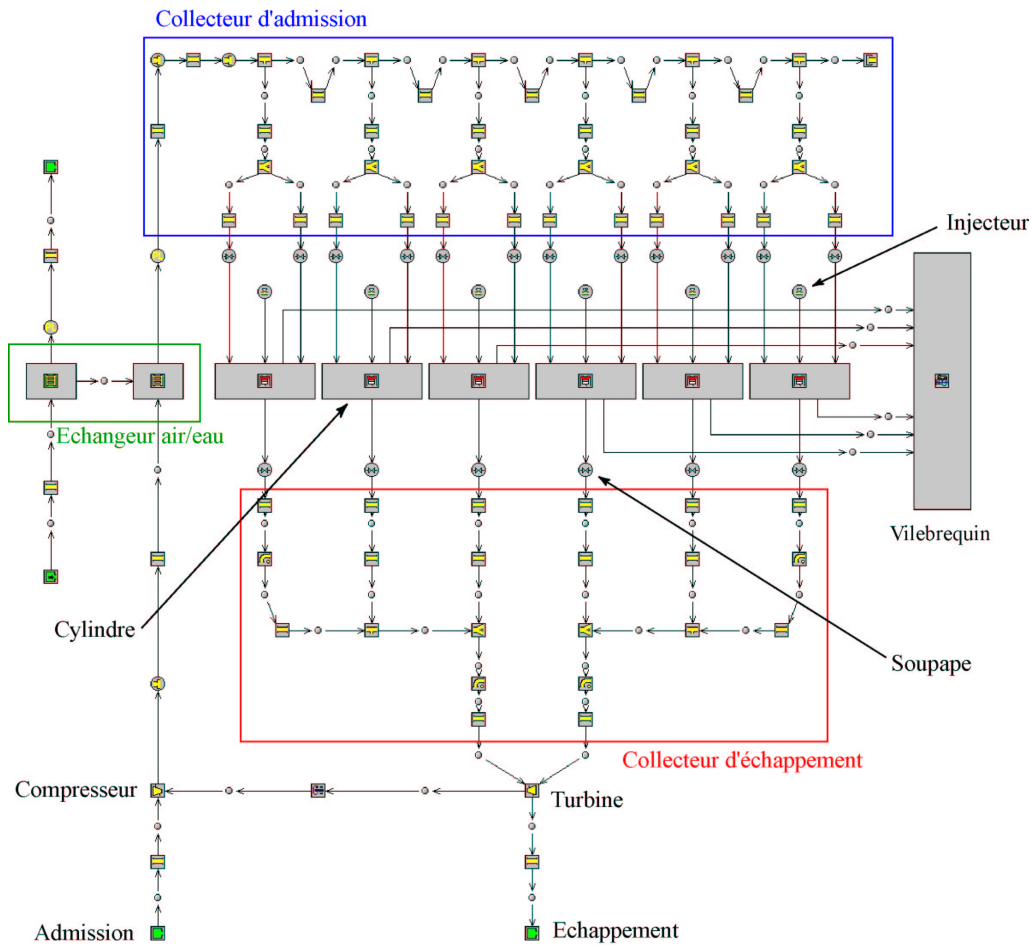 Collecteur d'admission
Injecteur
Echangeur air/eau
Vilebrequin
Cylindre
Soupape
Collecteur d'échappement
Compresseur
Turbine
Admission
Echappement